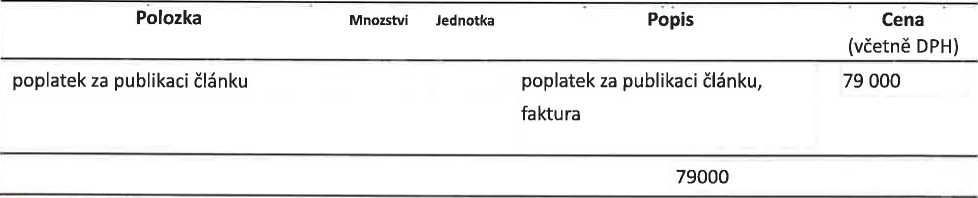 Polozka Mnozstvi Jednotka Popis Cena
(včetně DPH)
poplatek za publikaci článku poplatek za publikaci článku, 79 000
faktura
79000